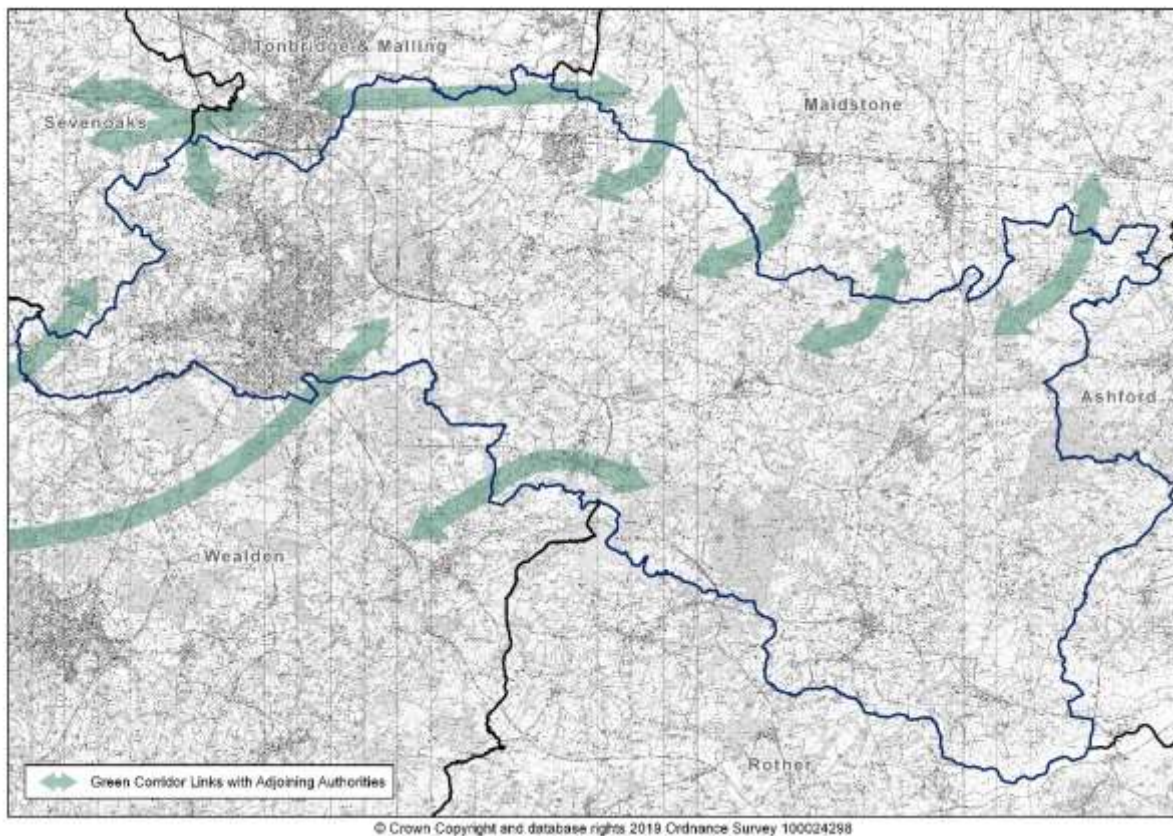 Tonbridge & Malling
Maidstone
Sevenoaks
Ashford
Wealden
Rother
Green Corridor Links with Adjoining Authorities
© Crown Copyright and database rights 2019 Ordnance Survey 100024298